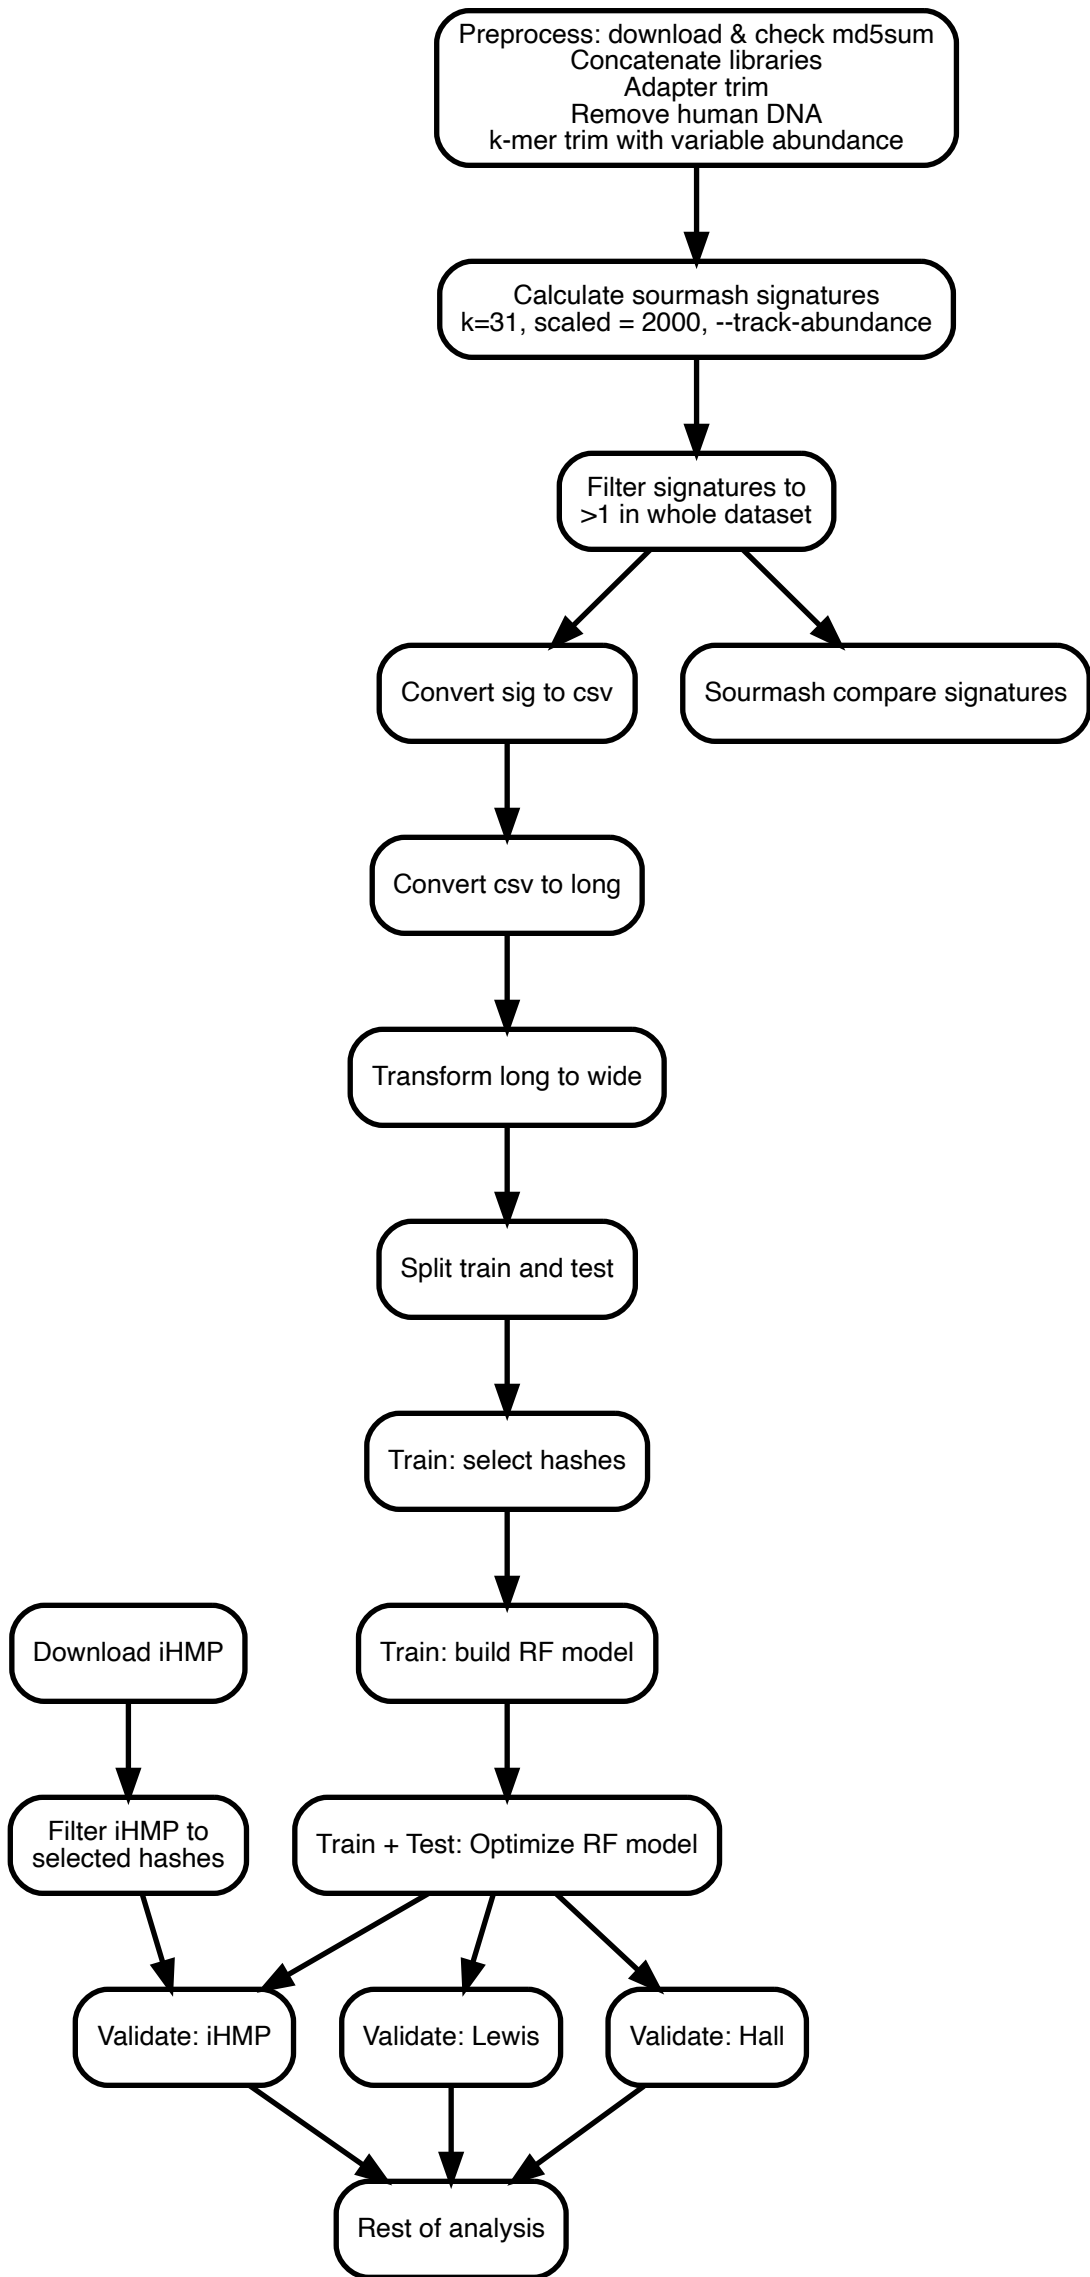 Preprocess: download & check md5sum
Concatenate libraries
Adapter trim
Remove human DNA
k-mer trim with variable abundance
Calculate sourmash signatures
k=31, scaled = 2000, --track-abundance
Filter signatures to
>1 in whole dataset
Convert sig to csv
Sourmash compare signatures
Convert csv to long
Transform long to wide
Split train and test
Train: select hashes
Download iHMP
Train: build RF model
Filter iHMP to
selected hashes
Train + Test: Optimize RF model
Validate: iHMP
Validate: Lewis
Validate: Hall
Rest of analysis